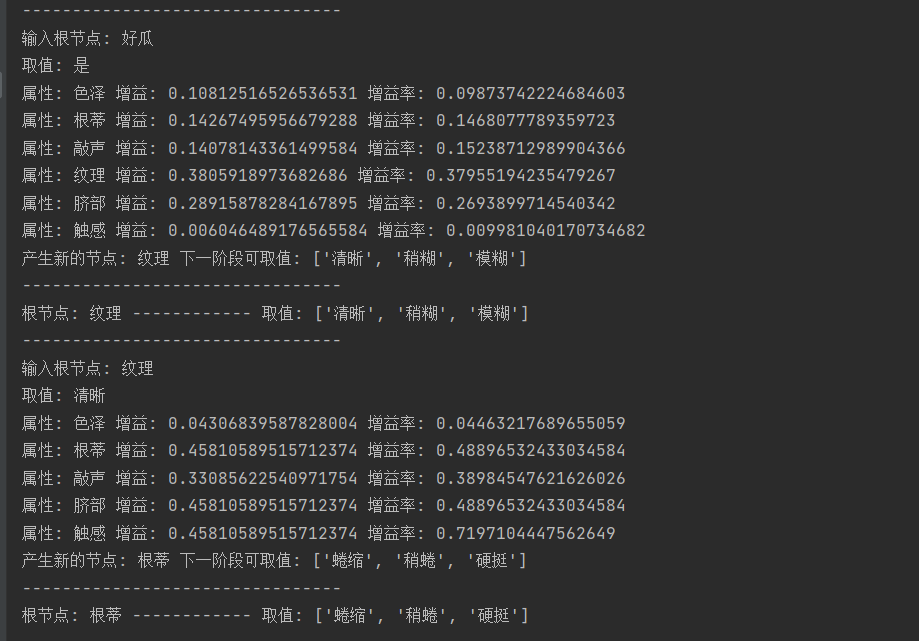 --------------------------------
输入根节点: 好瓜
取值: 是
属性: 色泽 增益: 0.10812516526536531 增益率: 0.09873742224684603
属性: 根蒂 增益: 0.14267495956679288 增益率: 0.1468077789359723
属性: 敲声 增益: 0.14078143361499584 增益率: 0.15238712989904366
属性: 纹理 增益: 0.3805918973682686 增益率: 0.37955194235479267
属性: 脐部 增益: 0.28915878284167895 增益率: 0.2693899714540342
属性: 触感 增益: 0.006046489176565584 增益率: 0.009981040170734682
产生新的节点: 纹理 下一阶段可取值: ['清晰', '稍糊', '模糊']
--------------------------------
根节点: 纹理 ------------ 取值: ['清晰', '稍糊', '模糊']
--------------------------------
输入根节点: 纹理
取值: 清晰
属性: 色泽 增益: 0.04306839587828004 增益率: 0.04463217689655059
属性: 根蒂 增益: 0.45810589515712374 增益率: 0.48896532433034584
属性: 敲声 增益: 0.33085622540971754 增益率: 0.38984547621626026
属性: 脐部 增益: 0.45810589515712374 增益率: 0.48896532433034584
属性: 触感 增益: 0.45810589515712374 增益率: 0.7197104447562649
产生新的节点: 根蒂 下一阶段可取值: ['蜷缩', '稍蜷', '硬挺']
--------------------------------
根节点: 根蒂 ------------ 取值: ['蜷缩', '稍蜷', '硬挺']